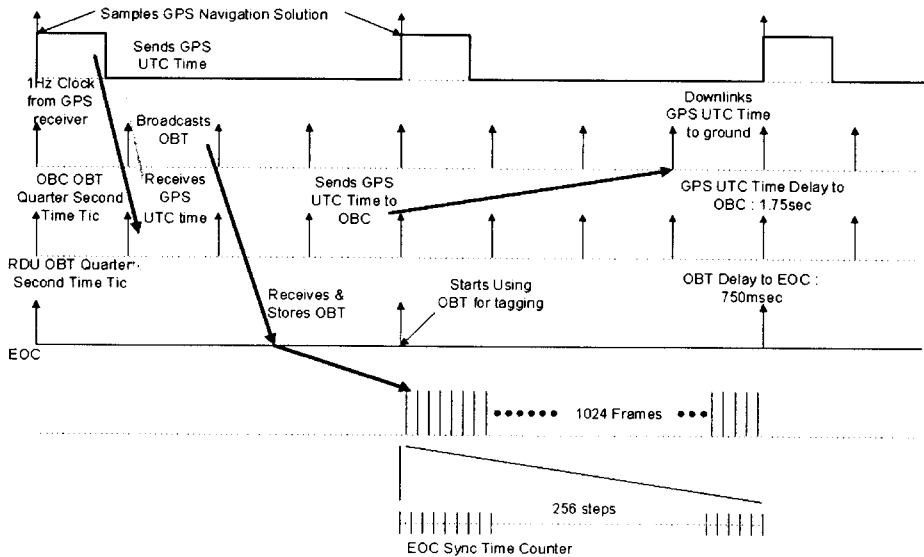 Samples GPS Navigation Solution
Sends GPS
UTC Time
1Hz Clock
from GPS
receiver
Downlinks
GPS UTC Time
to ground
Broadcasts
OBT
OBC OBT
Quarter Second
Time Tic
Receives
GPS
UTC time
Sends GPS
UTC Time to
OBC
GPS UTC Time Delay to
OBC : 1.75sec
RDU OBT Quarter
Second Time Tic
Receives &
Stores OBT
Starts Using
OBT for tagging
OBT Delay to EOC :
750msec
EOC
1024 Frames
256 steps
EOC Sync Time Counter